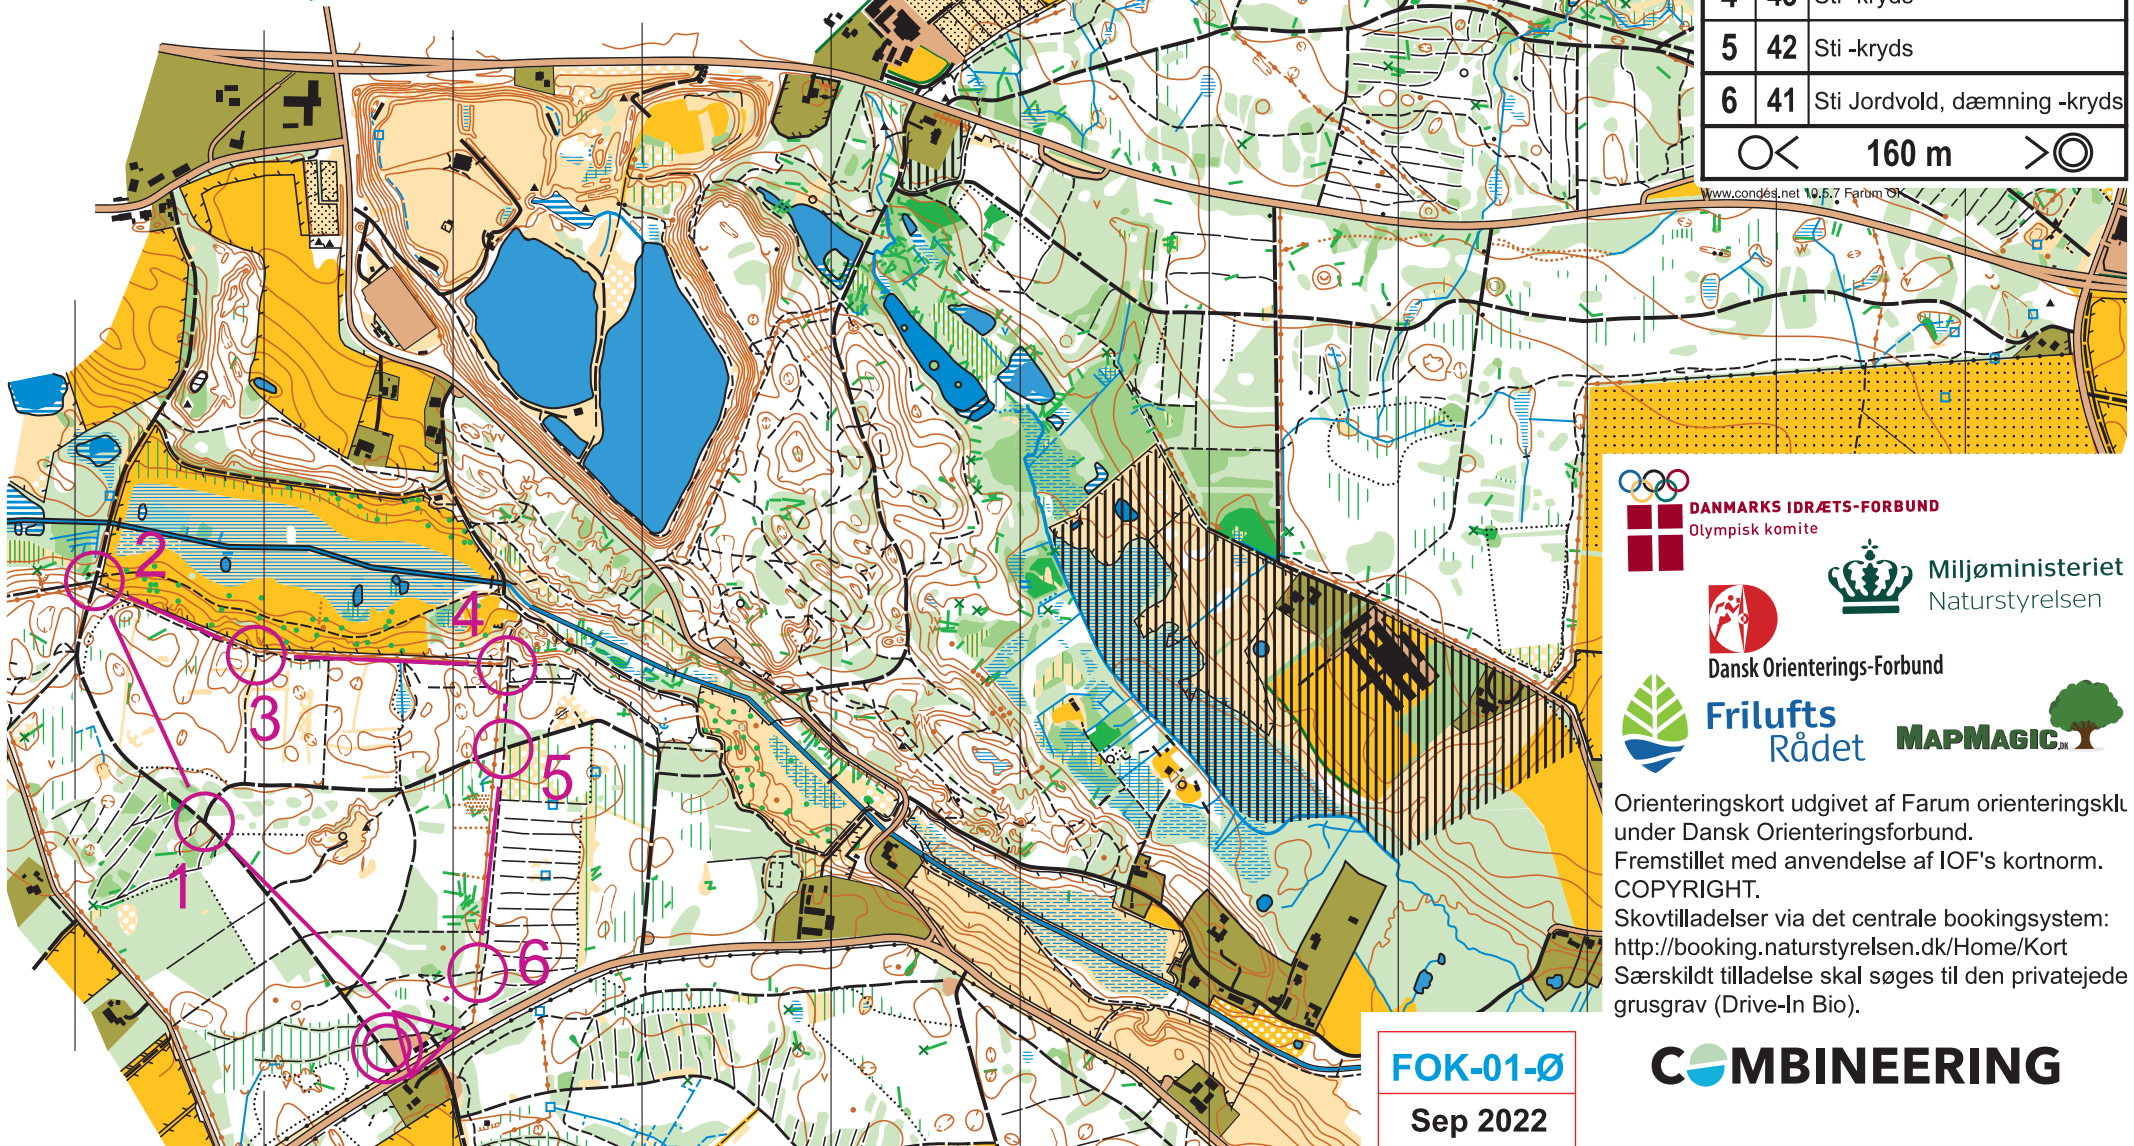 5 42 Sti -kryds
6 41 Sti Jordvold, dæmning -kryds
160 m
www.condes.net 10.5.7 Farum OK
2
4
3
5
1
6
DANMARKS IDRÆTS-FORBUND
Olympisk komite
Miljøministeriet
Naturstyrelsen
Dansk Orienterings-Forbund
Frilufts
Rådet
MAPMAGIC.DK
Orienteringskort udgivet af Farum orienteringsklu
under Dansk Orienteringsforbund.
Fremstillet med anvendelse af IOF's kortnorm.
COPYRIGHT.
Skovtilladelser via det centrale bookingsystem:
http://booking.naturstyrelsen.dk/Home/Kort
Særskildt tilladelse skal søges til den privatejede
grusgrav (Drive-In Bio).
COMBINEERING
FOK-01-Ø
Sep 2022